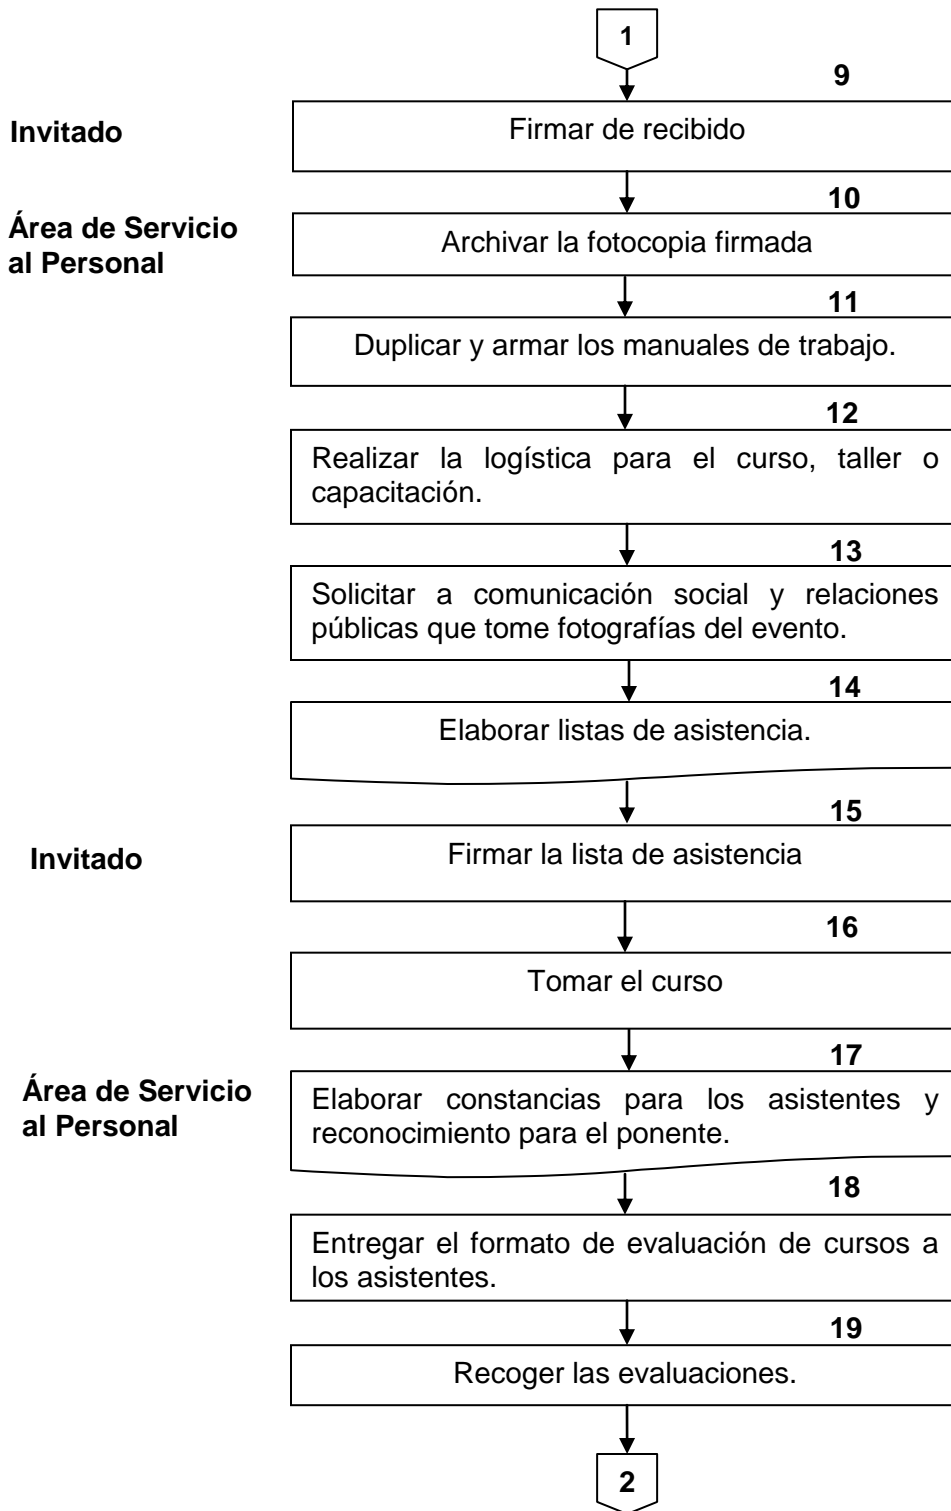 1
9
Invitado
Firmar de recibido
10
Área de Servicio
al Personal
Archivar la fotocopia firmada
11
Duplicar y armar los manuales de trabajo.
12
Realizar la logística para el curso, taller o
capacitación.
13
Solicitar a comunicación social y relaciones
públicas que tome fotografías del evento.
14
Elaborar listas de asistencia.
15
Invitado
Firmar la lista de asistencia
16
Tomar el curso
17
Área de Servicio
al Personal
Elaborar constancias para los asistentes y
reconocimiento para el ponente.
18
Entregar el formato de evaluación de cursos a
los asistentes.
19
Recoger las evaluaciones.
2